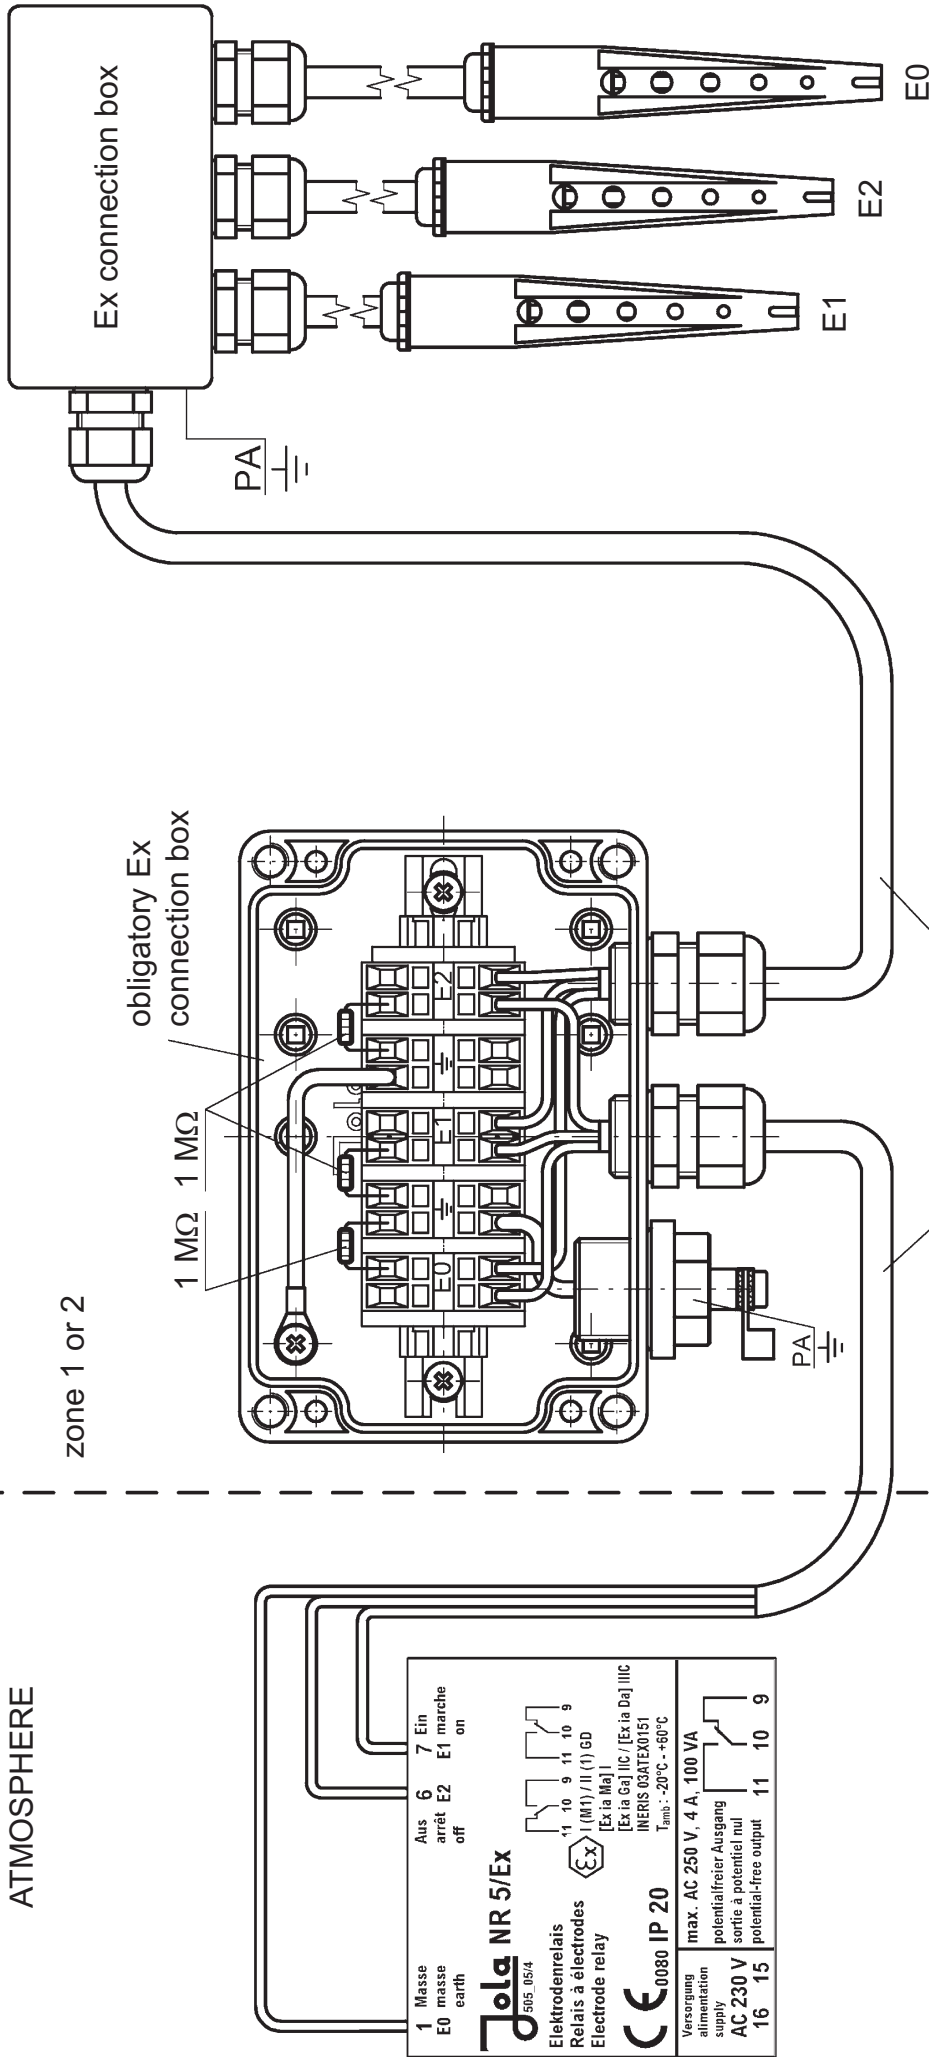 ATMOSPHERE
zone 1 or 2
obligatory Ex
connection box
1 MΩ
1 MΩ
Ex connection box
PA
E0
E2
E1
E0
E1
E2
PA
1 Masse
E0 masse
earth
Aus 6
arrêt E2
off
7 Ein
E1 marche
on
Jola NR 5/Ex
505_05/4
Elektrodenrelais
Relais à électrodes
Electrode relay
11 10 9
11 10 9
Ex
I (M1) / II (1) GD
[Ex ia Ma] I
[Ex ia Ga] IIC / [Ex ia Da] IIIC
INERIS 03ATEX0151
Tamb: -20°C - +60°C
CE 0080 IP 20
Versorgung
alimentation
supply
AC 230 V
16 15
max. AC 250 V, 4 A, 100 VA
potentialfreier Ausgang
sortie à potentiel nul
potential-free output
11 10 9